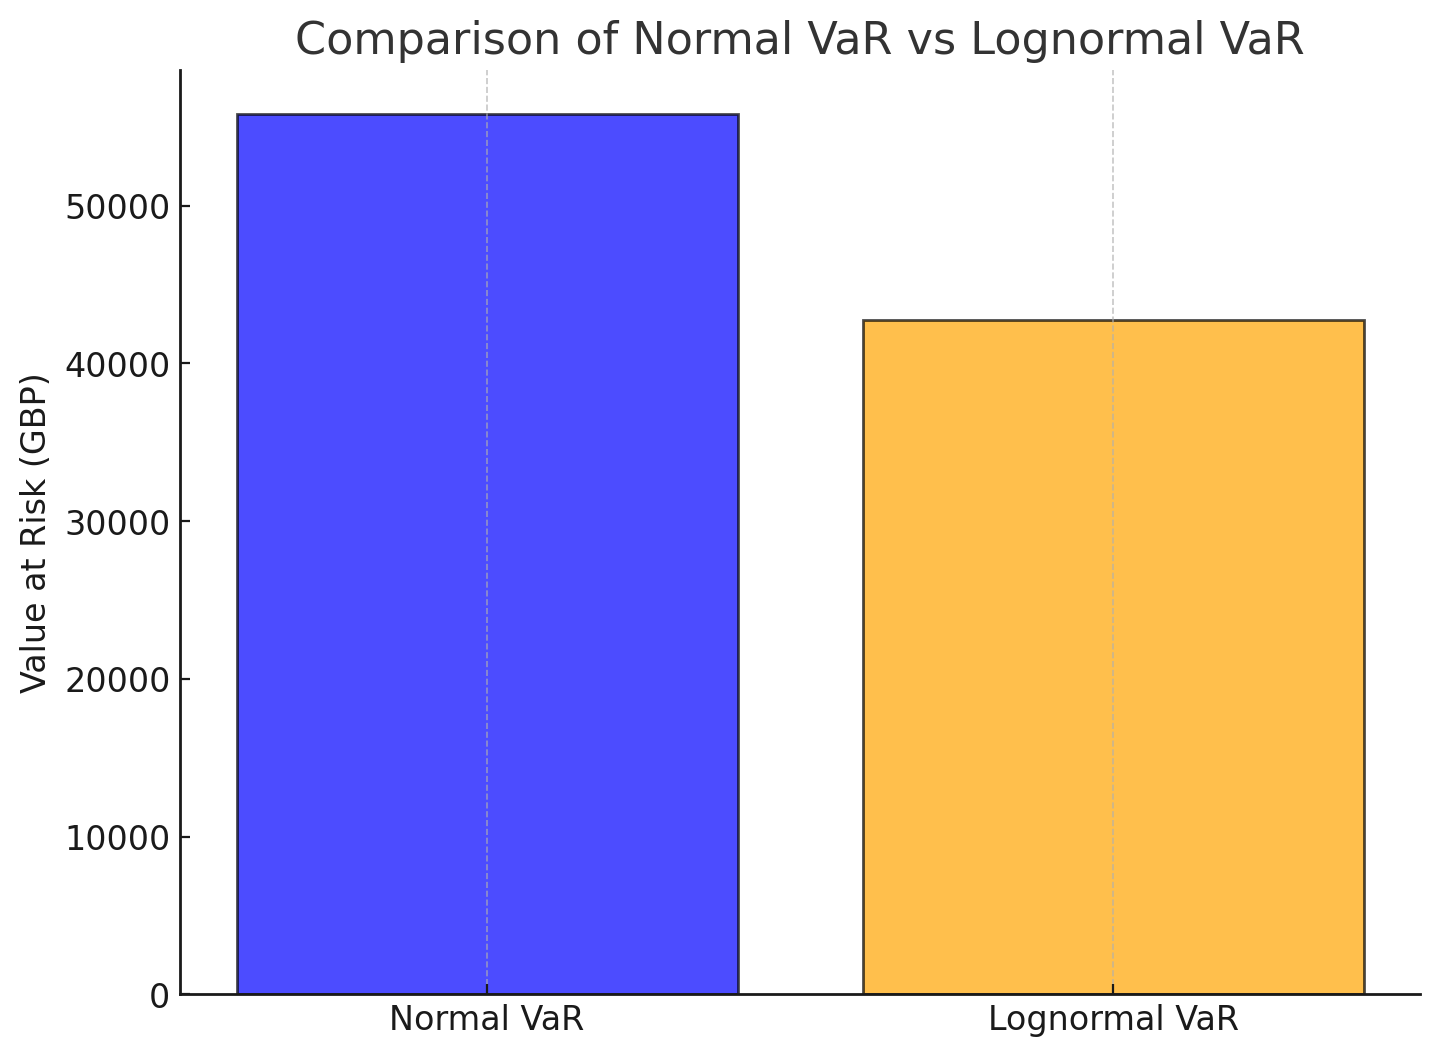 Comparison of Normal VaR vs Lognormal VaR
Value at Risk (GBP)
50000
40000
30000
20000
10000
0
Normal VaR
Lognormal VaR